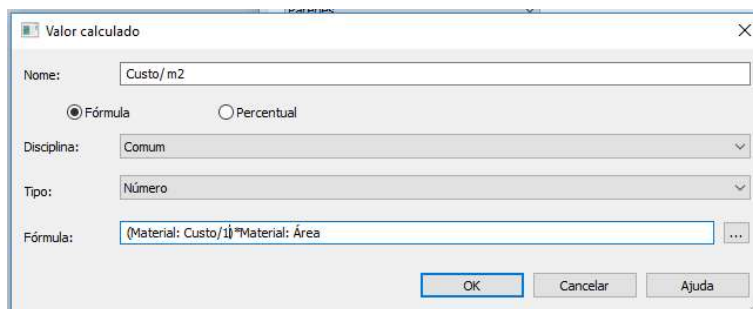 Paredes
Valor calculado
Nome: Custo/ m2
Fórmula Percentual
Disciplina: Comum
Tipo: Número
Fórmula: (Material: Custo/1)*Material: Área ...
OK Cancelar Ajuda